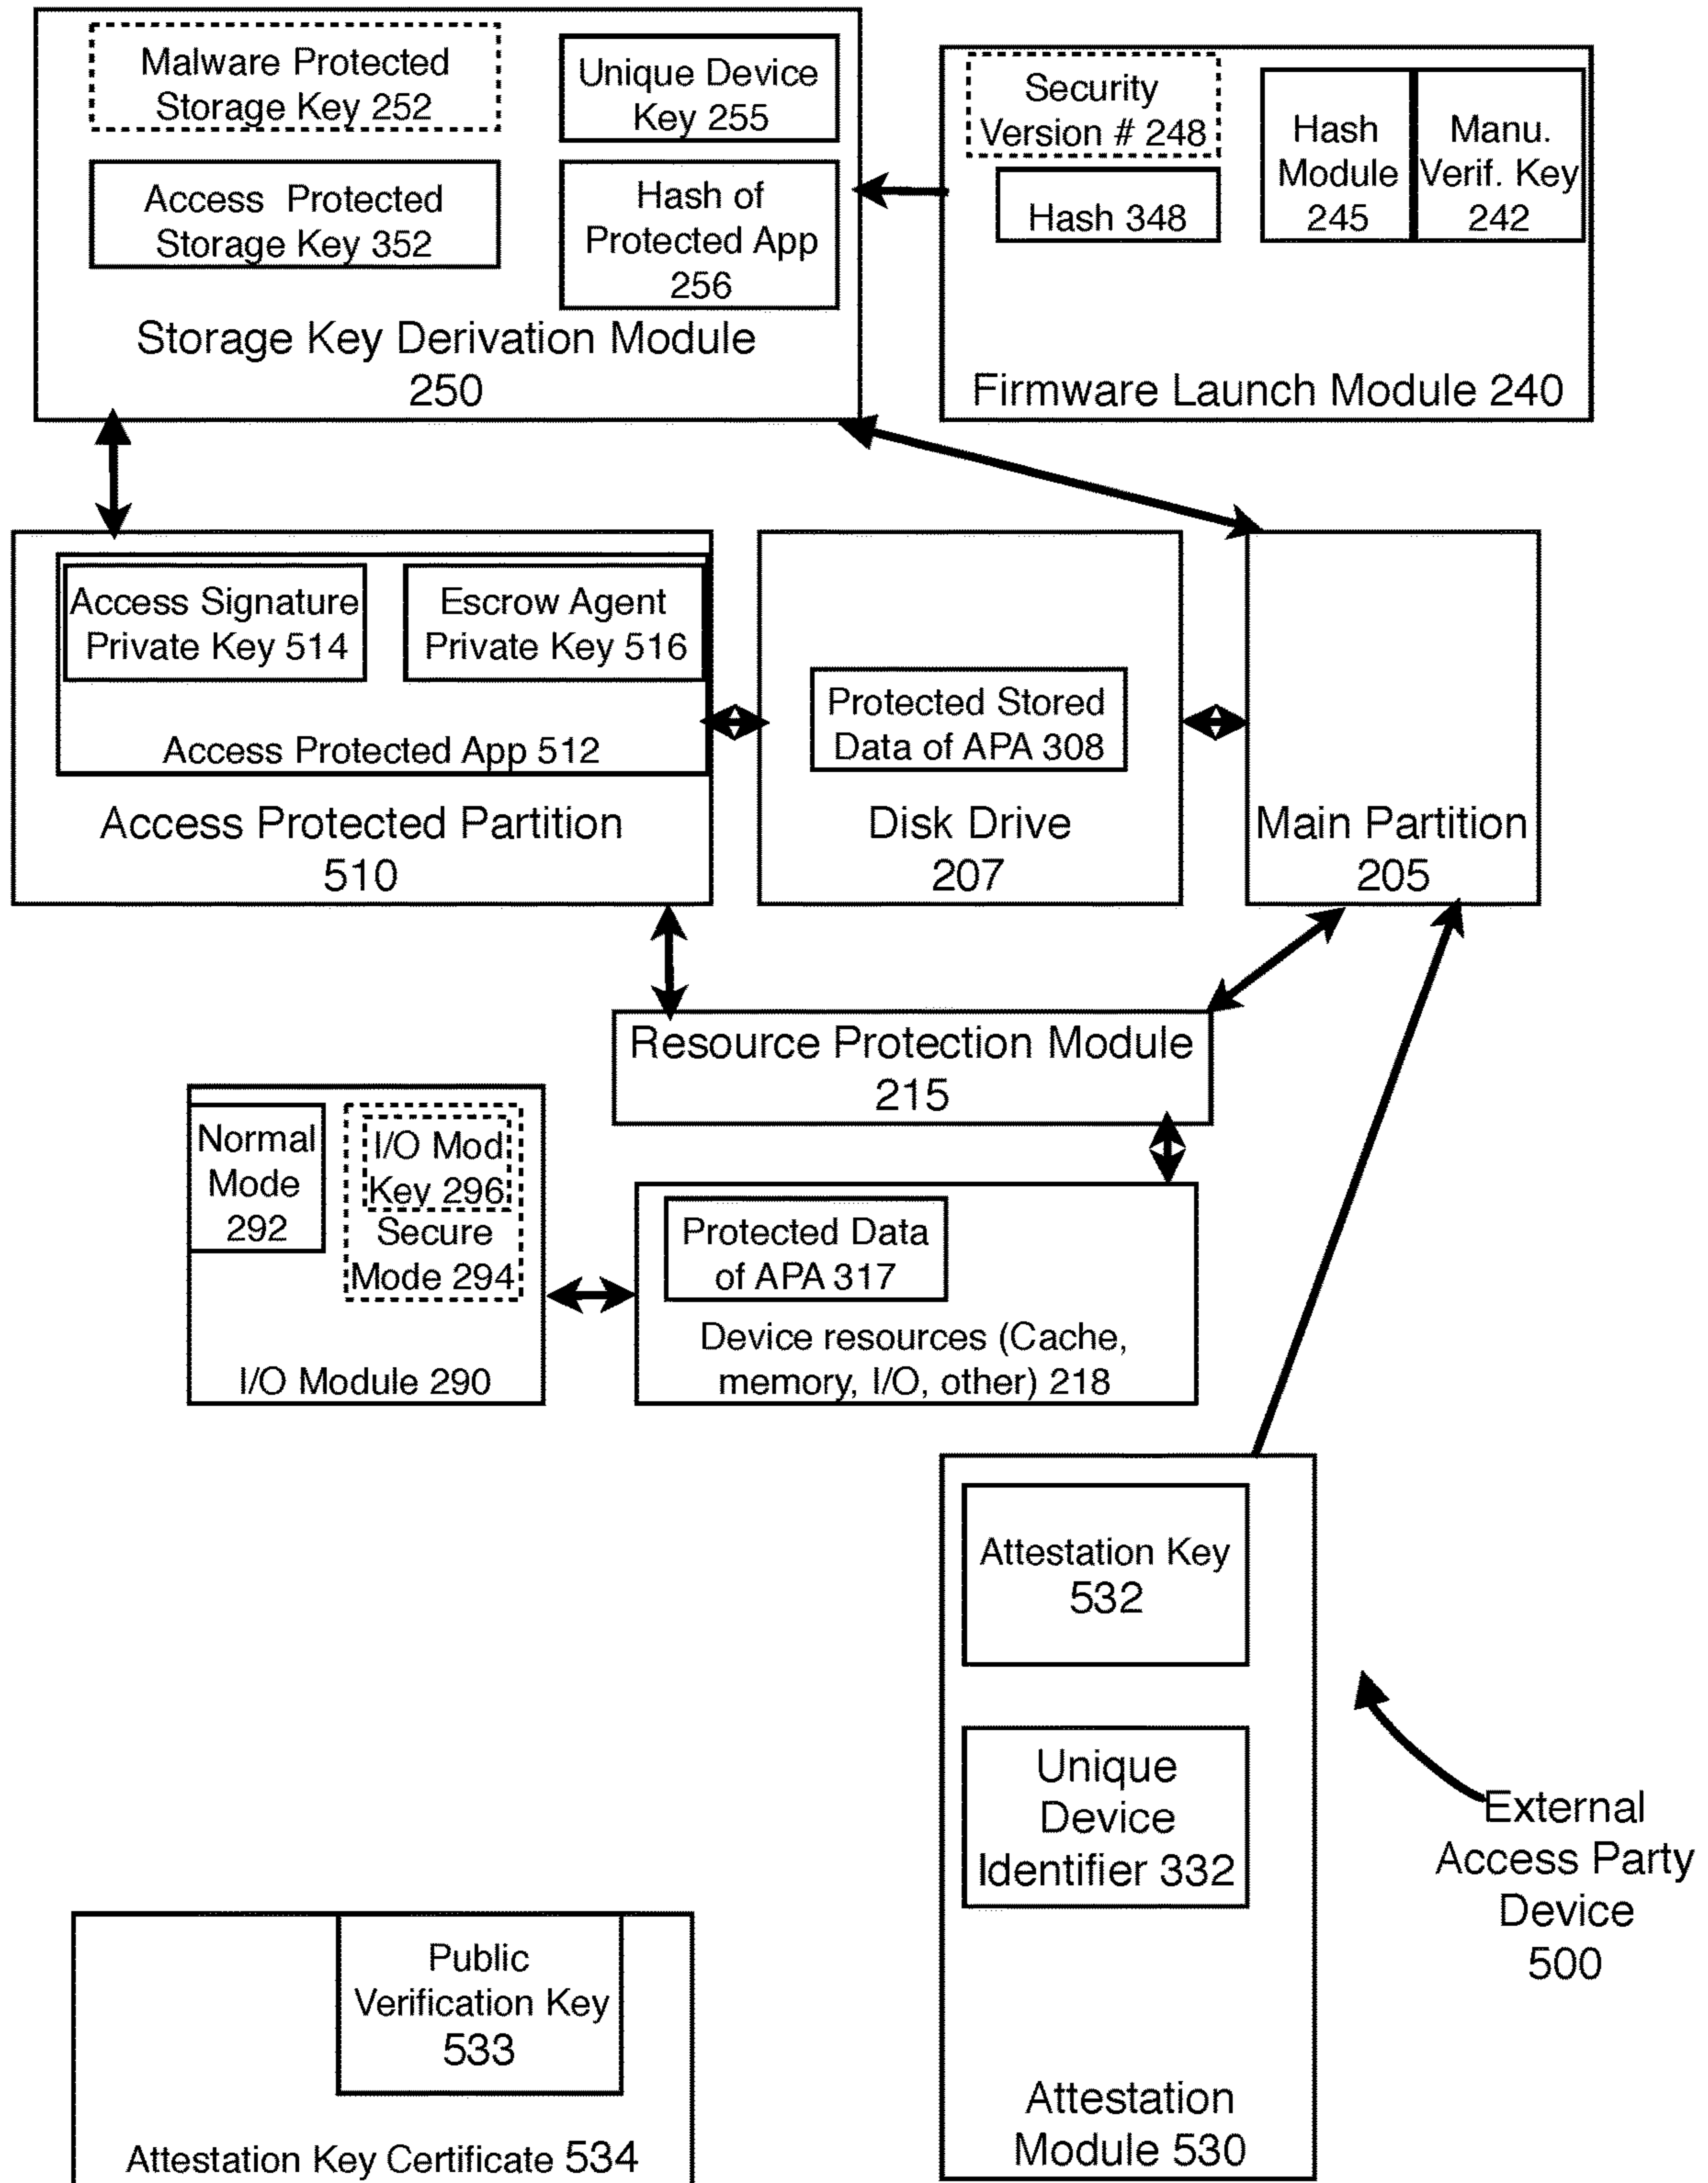 Malware Protected
Storage Key 252
Unique Device
Key 255
Access Protected
Storage Key 352
Hash of
Protected App
256
Storage Key Derivation Module
250
Security
Version # 248
Hash 348
Hash
Module
245
Manu.
Verif. Key
242
Firmware Launch Module 240
Access Signature
Private Key 514
Escrow Agent
Private Key 516
Access Protected App 512
Access Protected Partition
510
Protected Stored
Data of APA 308
Disk Drive
207
Main Partition
205
Resource Protection Module
215
Normal
Mode
292
I/O Mod
Key 296
Secure
Mode 294
I/O Module 290
Protected Data
of APA 317
Device resources (Cache,
memory, I/O, other) 218
Attestation Key
532
Unique
Device
Identifier 332
Attestation
Module 530
External
Access Party
Device
500
Public
Verification Key
533
Attestation Key Certificate 534